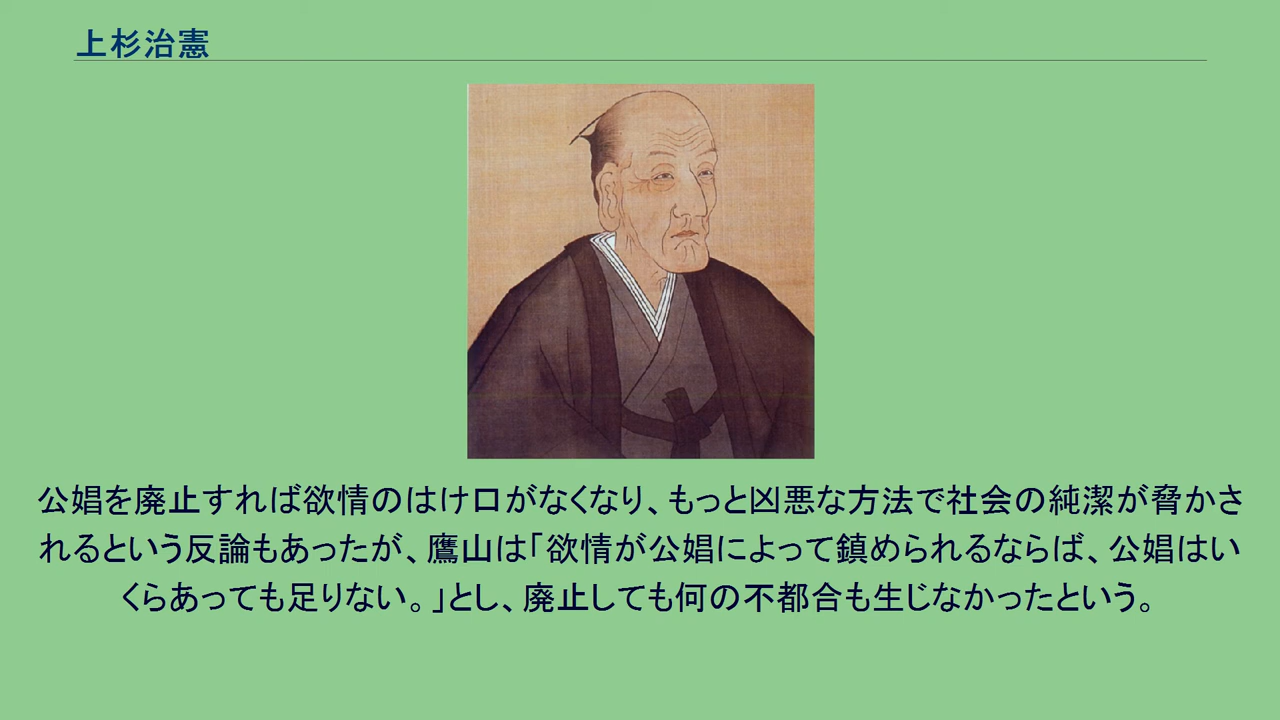 上杉治憲
公娼を廃止すれば欲情のはけ口がなくなり、もっと凶悪な方法で社会の純潔が脅かさ
れるという反論もあったが、鷹山は「欲情が公娼によって鎮められるならば、公娼はい
くらあっても足りない。」とし、廃止しても何の不都合も生じなかったという。